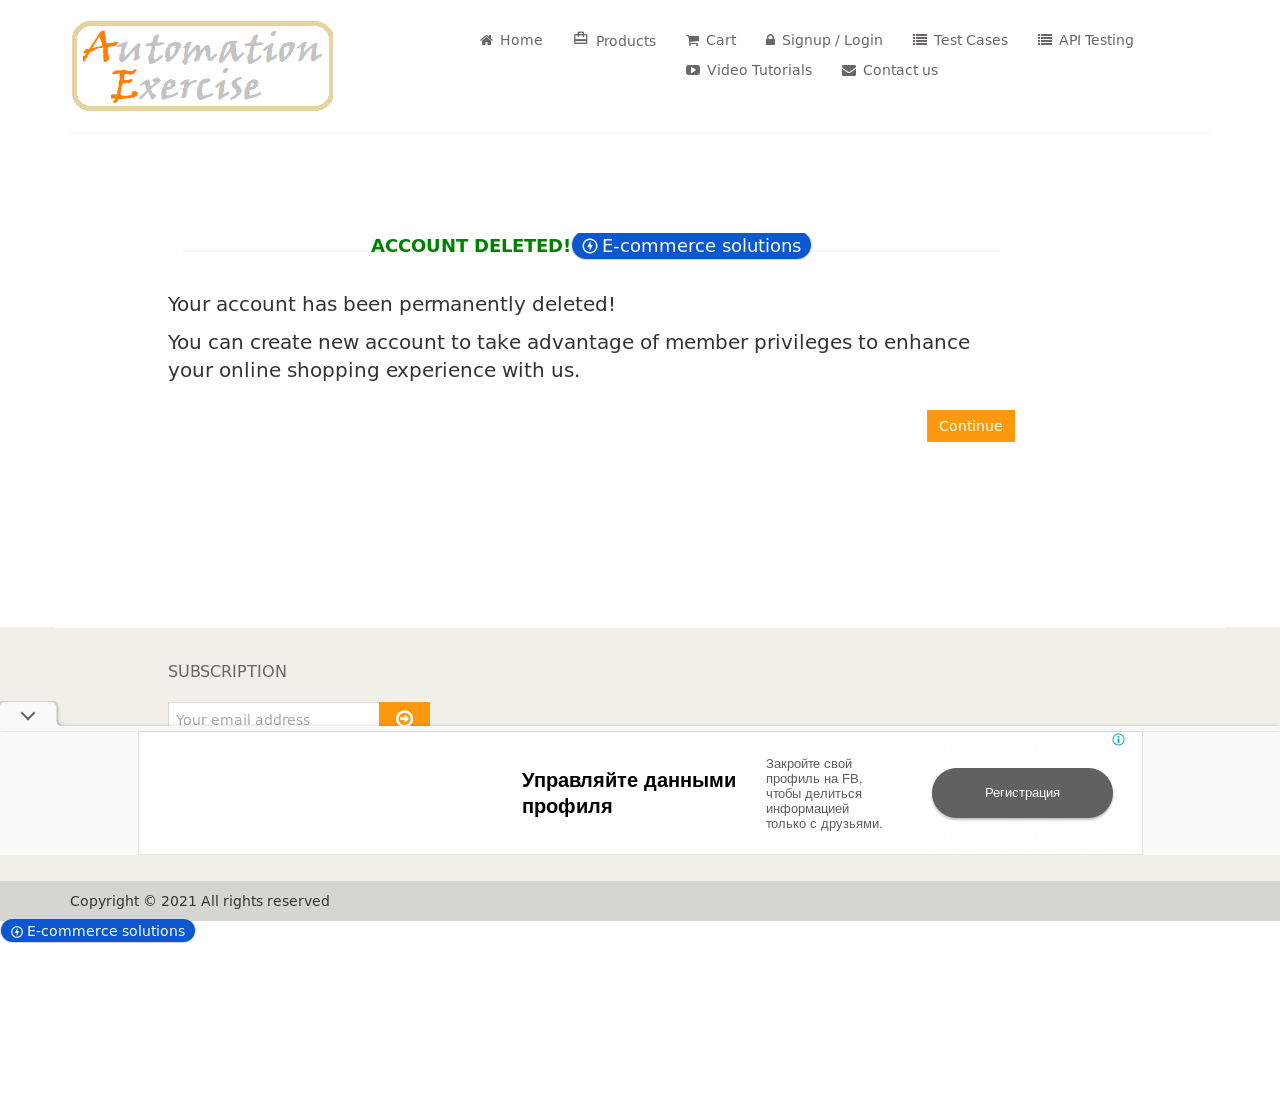 Automation
Exercise
Home
Products
Cart
Signup / Login
Test Cases
API Testing
Video Tutorials
Contact us
ACCOUNT DELETED!
E-commerce solutions
Your account has been permanently deleted!
You can create new account to take advantage of member privileges to enhance
your online shopping experience with us.
Continue
SUBSCRIPTION
Your email address
Управляйте данными
профиля
Закройте свой
профиль на FB,
чтобы делиться
информацией
только с друзьями.
Регистрация
Copyright © 2021 All rights reserved
E-commerce solutions